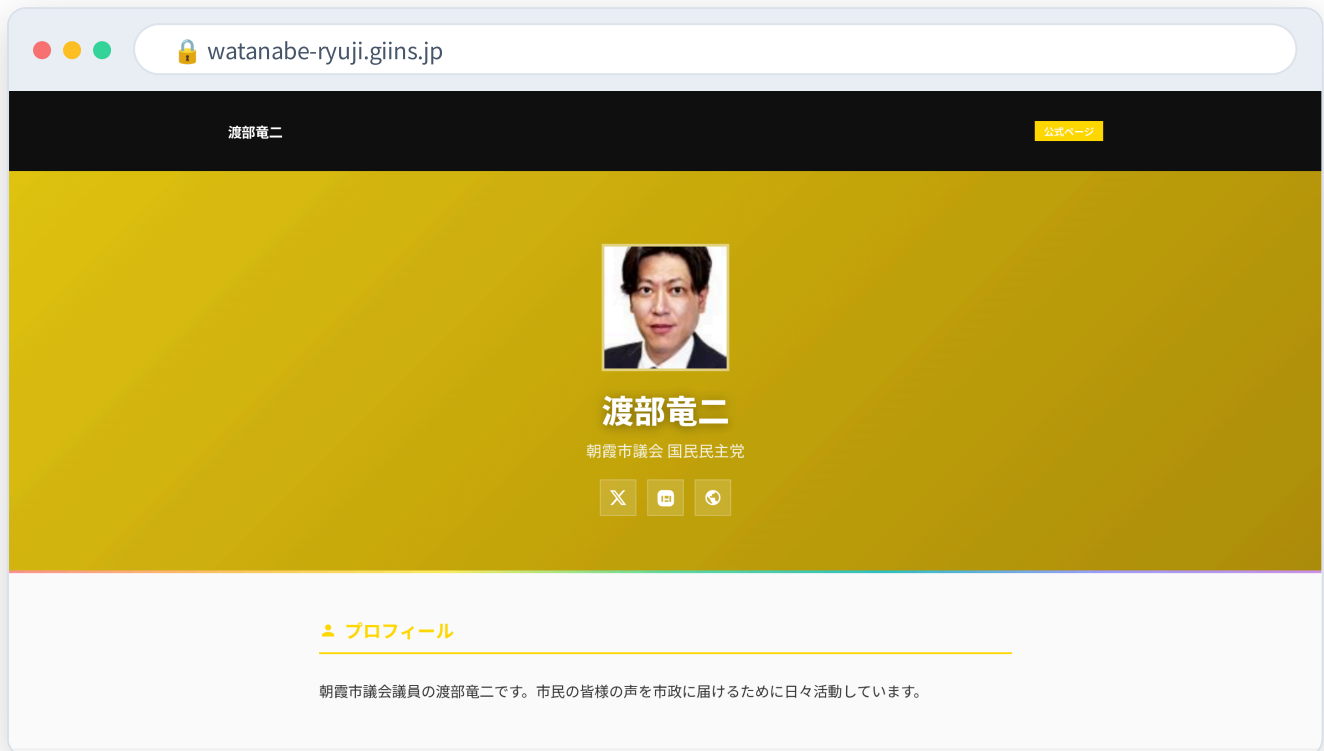 watanabe-ryuji.giins.jp
渡部竜二
公式ページ
渡部竜二
朝霞市議会 国民民主党
プロフィール
朝霞市議会議員の渡部竜二です。市民の皆様の声を市政に届けるために日々活動しています。